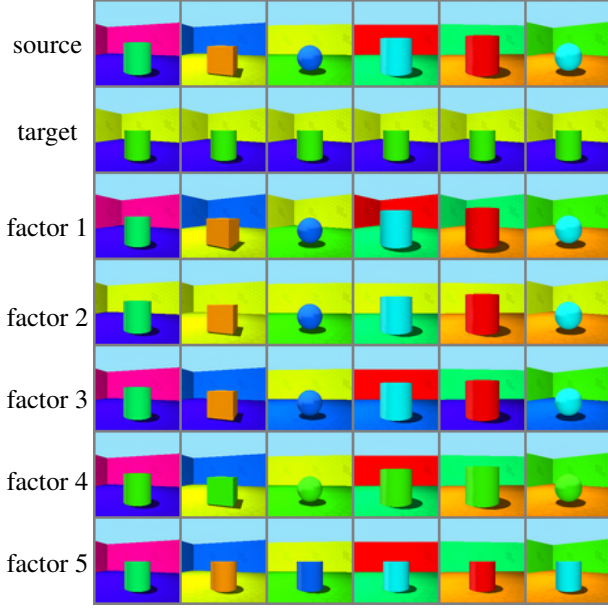 source
target
factor 1
factor 2
factor 3
factor 4
factor 5